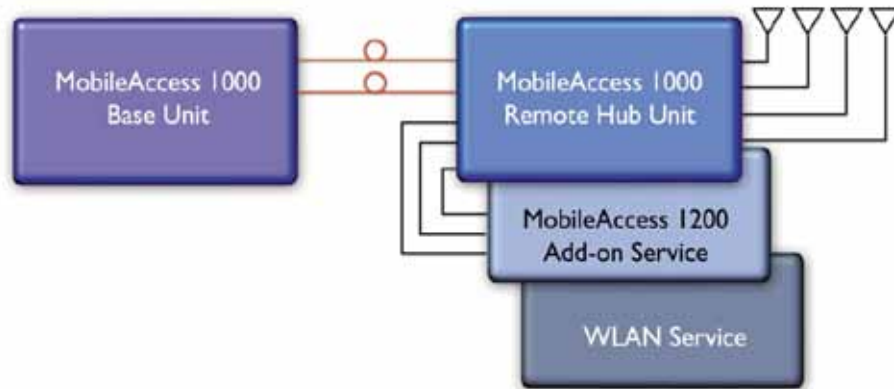 MobileAccess 1000
Base Unit
MobileAccess 1000
Remote Hub Unit
MobileAccess 1200
Add-on Service
WLAN Service